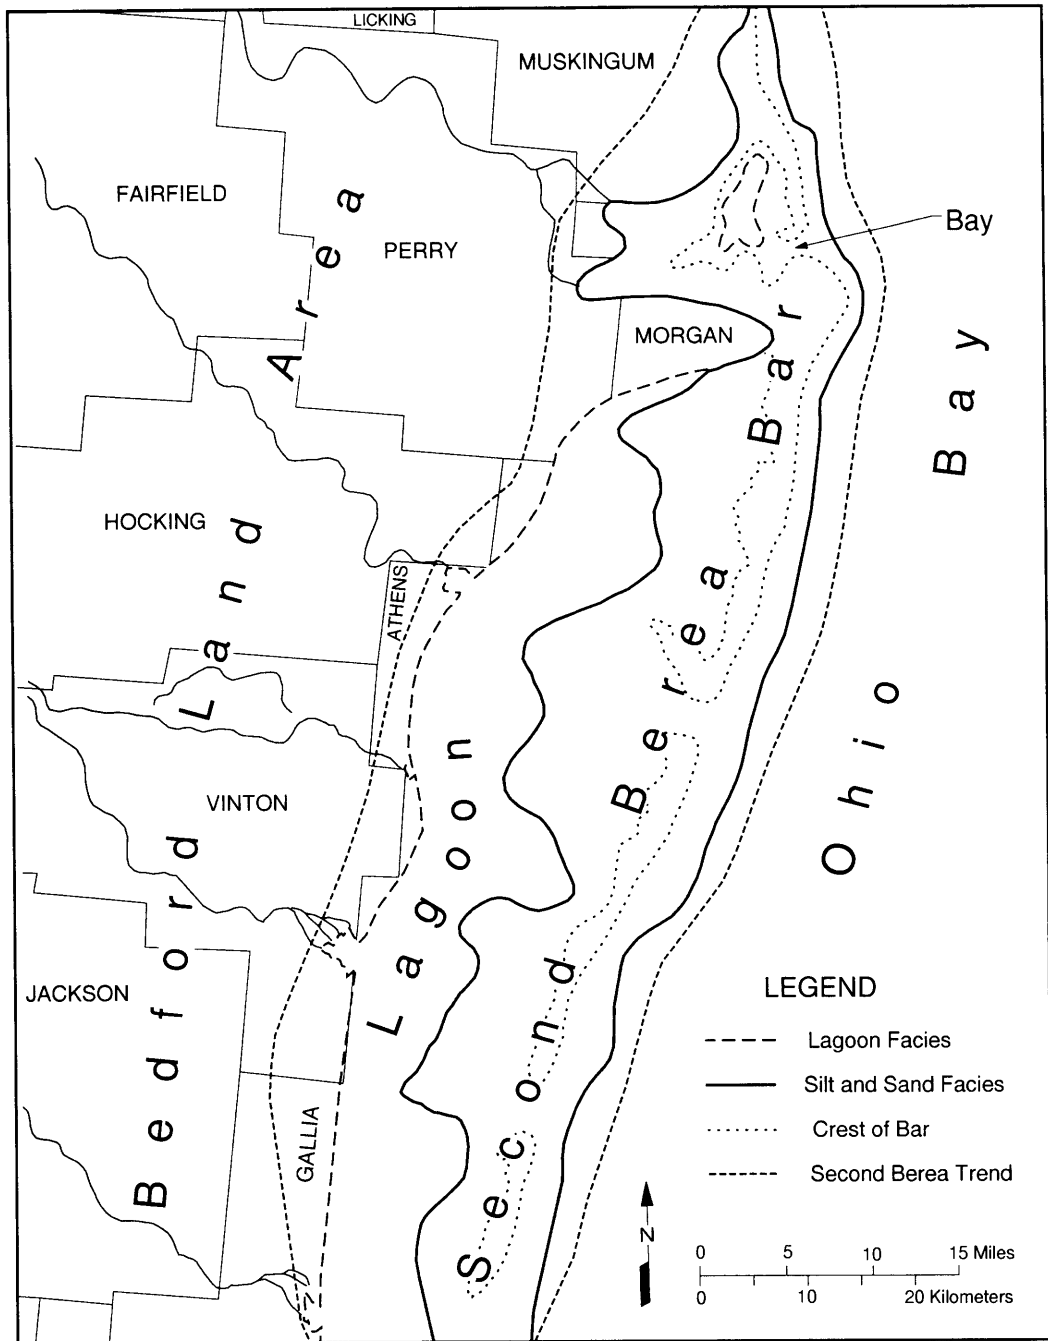 LICKING
MUSKINGUM
FAIRFIELD
PERRY
Bay
MORGAN
HOCKING
ATHENS
VINTON
JACKSON
GALLIA
Bedford Land Area
Lagoon
Second Berea Bar
Ohio Bay
LEGEND
Lagoon Facies
Silt and Sand Facies
Crest of Bar
Second Berea Trend
N
0 5 10 15 Miles
0 10 20 Kilometers